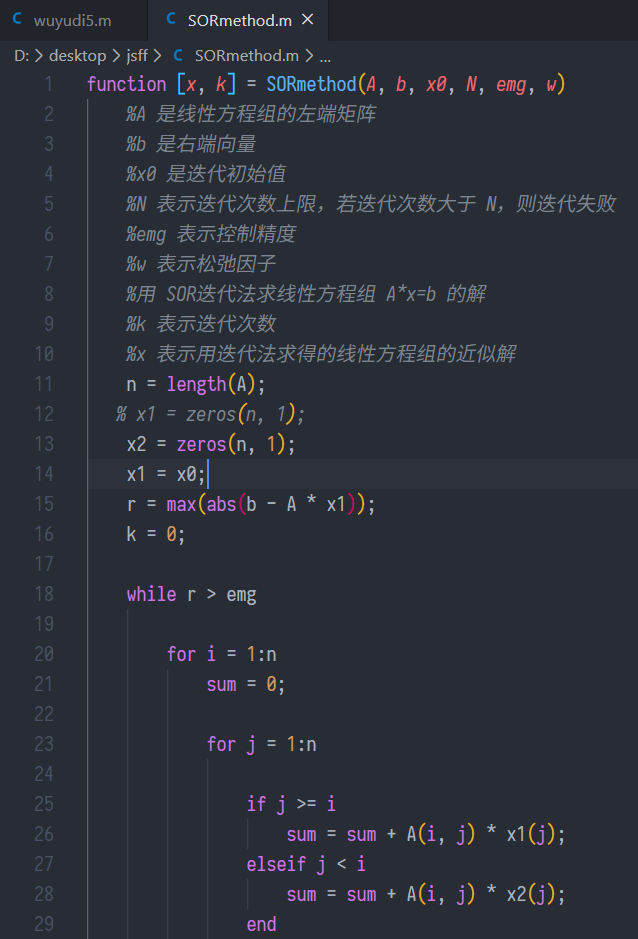 C wuyudi5.m C SORmethod.m ×
D: > desktop > jsff > C SORmethod.m > ...
1 function [x, k] = SORmethod(A, b, x0, N, emg, w)
2 %A 是线性方程组的左端矩阵
3 %b 是右端向量
4 %x0 是迭代初始值
5 %N 表示迭代次数上限，若迭代次数大于 N，则迭代失败
6 %emg 表示控制精度
7 %w 表示松弛因子
8 %用 SOR迭代法求线性方程组 A*x=b 的解
9 %k 表示迭代次数
10 %x 表示用迭代法求得的线性方程组的近似解
11 n = length(A);
12 % x1 = zeros(n, 1);
13 x2 = zeros(n, 1);
14 x1 = x0;
15 r = max(abs(b - A * x1));
16 k = 0;
17
18 while r > emg
19
20 for i = 1:n
21 sum = 0;
22
23 for j = 1:n
24
25 if j >= i
26 sum = sum + A(i, j) * x1(j);
27 elseif j < i
28 sum = sum + A(i, j) * x2(j);
29 end